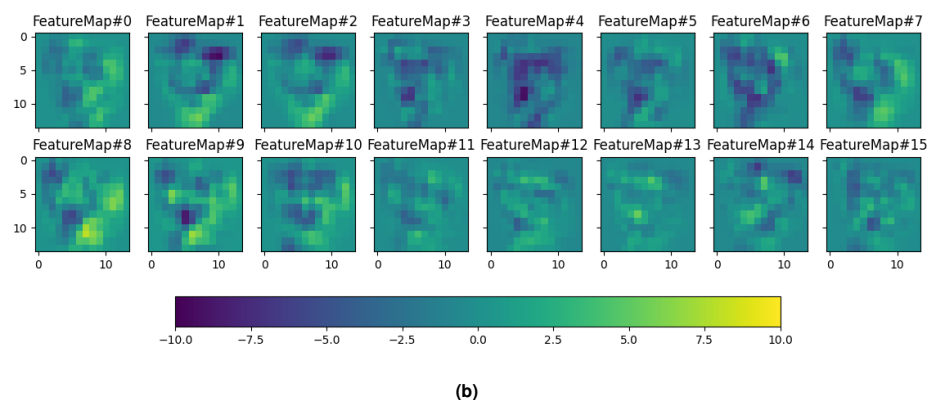 FeatureMap#0 FeatureMap#1 FeatureMap#2 FeatureMap#3 FeatureMap#4 FeatureMap#5 FeatureMap#6 FeatureMap#7
0
5
10
0 10 0 10 0 10 0 10 0 10 0 10 0 10 0 10
FeatureMap#8 FeatureMap#9 FeatureMap#10 FeatureMap#11 FeatureMap#12 FeatureMap#13 FeatureMap#14 FeatureMap#15
0
5
10
0 10 0 10 0 10 0 10 0 10 0 10 0 10 0 10
−10.0 −7.5 −5.0 −2.5 0.0 2.5 5.0 7.5 10.0
(b)